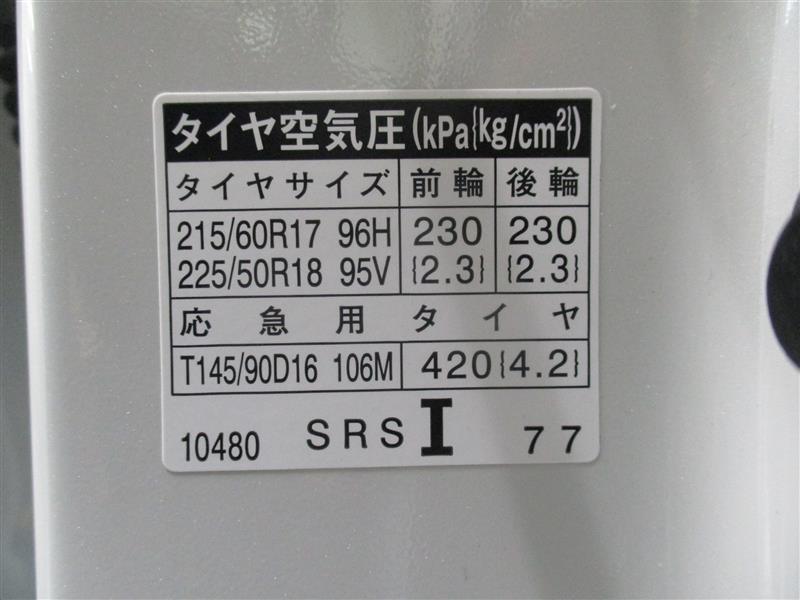 タイヤ空気圧(kPa{kg/cm²})
タイヤサイズ 前輪 後輪
215/60R17 96H 230 230
225/50R18 95V {2.3} {2.3}
応急用タイヤ
T145/90D16 106M 420{4.2}
10480 SRS I 77